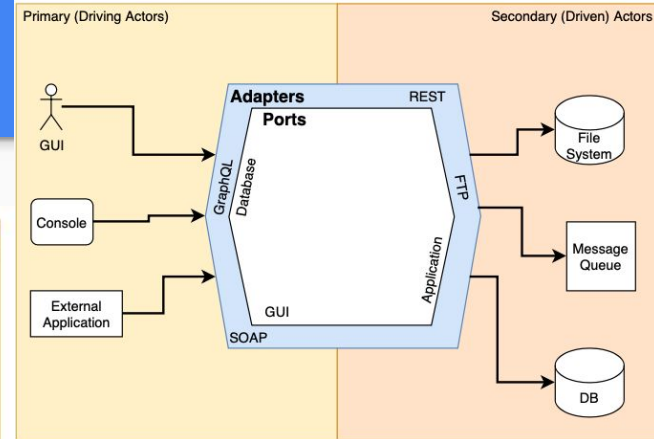 Primary (Driving Actors)
Secondary (Driven) Actors
Adapters
REST
Ports
GUI
File
System
GraphQL
Database
FTP
Console
Message
Queue
Application
External
Application
GUI
SOAP
DB